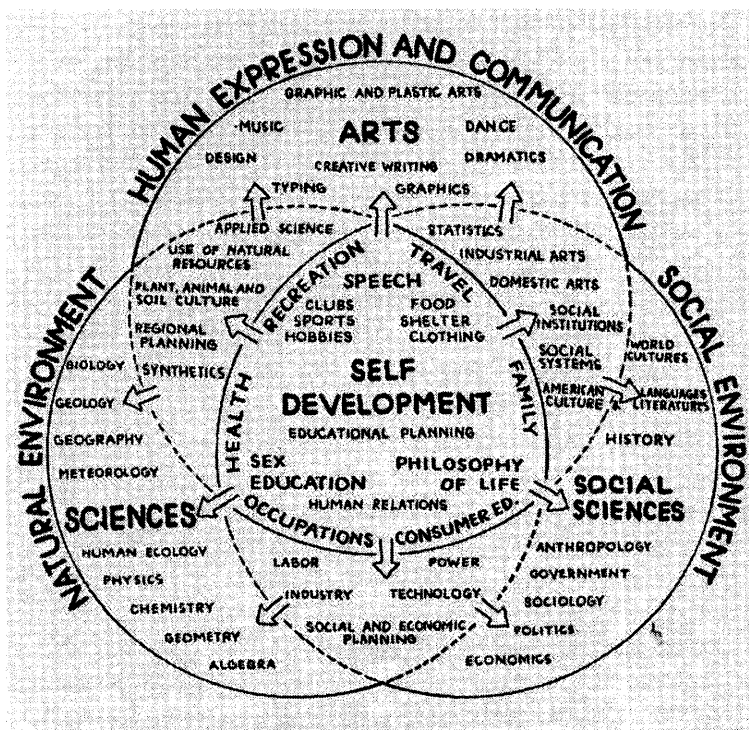 HUMAN EXPRESSION AND COMMUNICATION
GRAPHIC AND PLASTIC ARTS
MUSIC
ARTS
DANCE
DESIGN
CREATIVE WRITING
DRAMATICS
TYPING
GRAPHICS
APPLIED SCIENCE
STATISTICS
USE OF NATURAL
RESOURCES
INDUSTRIAL ARTS
PLANT, ANIMAL AND
SOIL CULTURE
DOMESTIC ARTS
REGIONAL
PLANNING
SOCIAL
INSTITUTIONS
SYNTHETICS
SOCIAL
SYSTEMS
AMERICAN
CULTURE
RECREATION
TRAVEL
SPEECH
CLUBS
SPORTS
HOBBIES
FOOD
SHELTER
CLOTHING
HEALTH
FAMILY
SELF
DEVELOPMENT
EDUCATIONAL PLANNING
SEX
EDUCATION
PHILOSOPHY
OF LIFE
HUMAN RELATIONS
OCCUPATIONS
CONSUMER ED.
NATURAL ENVIRONMENT
BIOLOGY
GEOLOGY
GEOGRAPHY
METEOROLOGY
SCIENCES
HUMAN ECOLOGY
PHYSICS
CHEMISTRY
GEOMETRY
ALGEBRA
SOCIAL ENVIRONMENT
WORLD
CULTURES
LANGUAGES
LITERATURES
HISTORY
SOCIAL
SCIENCES
ANTHROPOLOGY
GOVERNMENT
SOCIOLOGY
POLITICS
ECONOMICS
LABOR
POWER
INDUSTRY
TECHNOLOGY
SOCIAL AND ECONOMIC
PLANNING